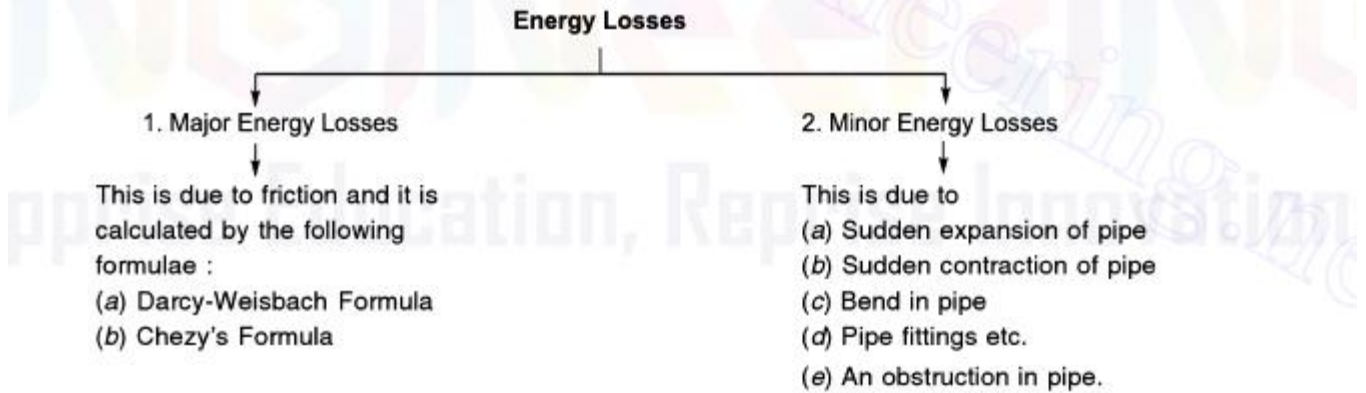 Energy Losses
1. Major Energy Losses
This is due to friction and it is
calculated by the following
formulae :
(a) Darcy-Weisbach Formula
(b) Chezy's Formula
2. Minor Energy Losses
This is due to
(a) Sudden expansion of pipe
(b) Sudden contraction of pipe
(c) Bend in pipe
(d) Pipe fittings etc.
(e) An obstruction in pipe.